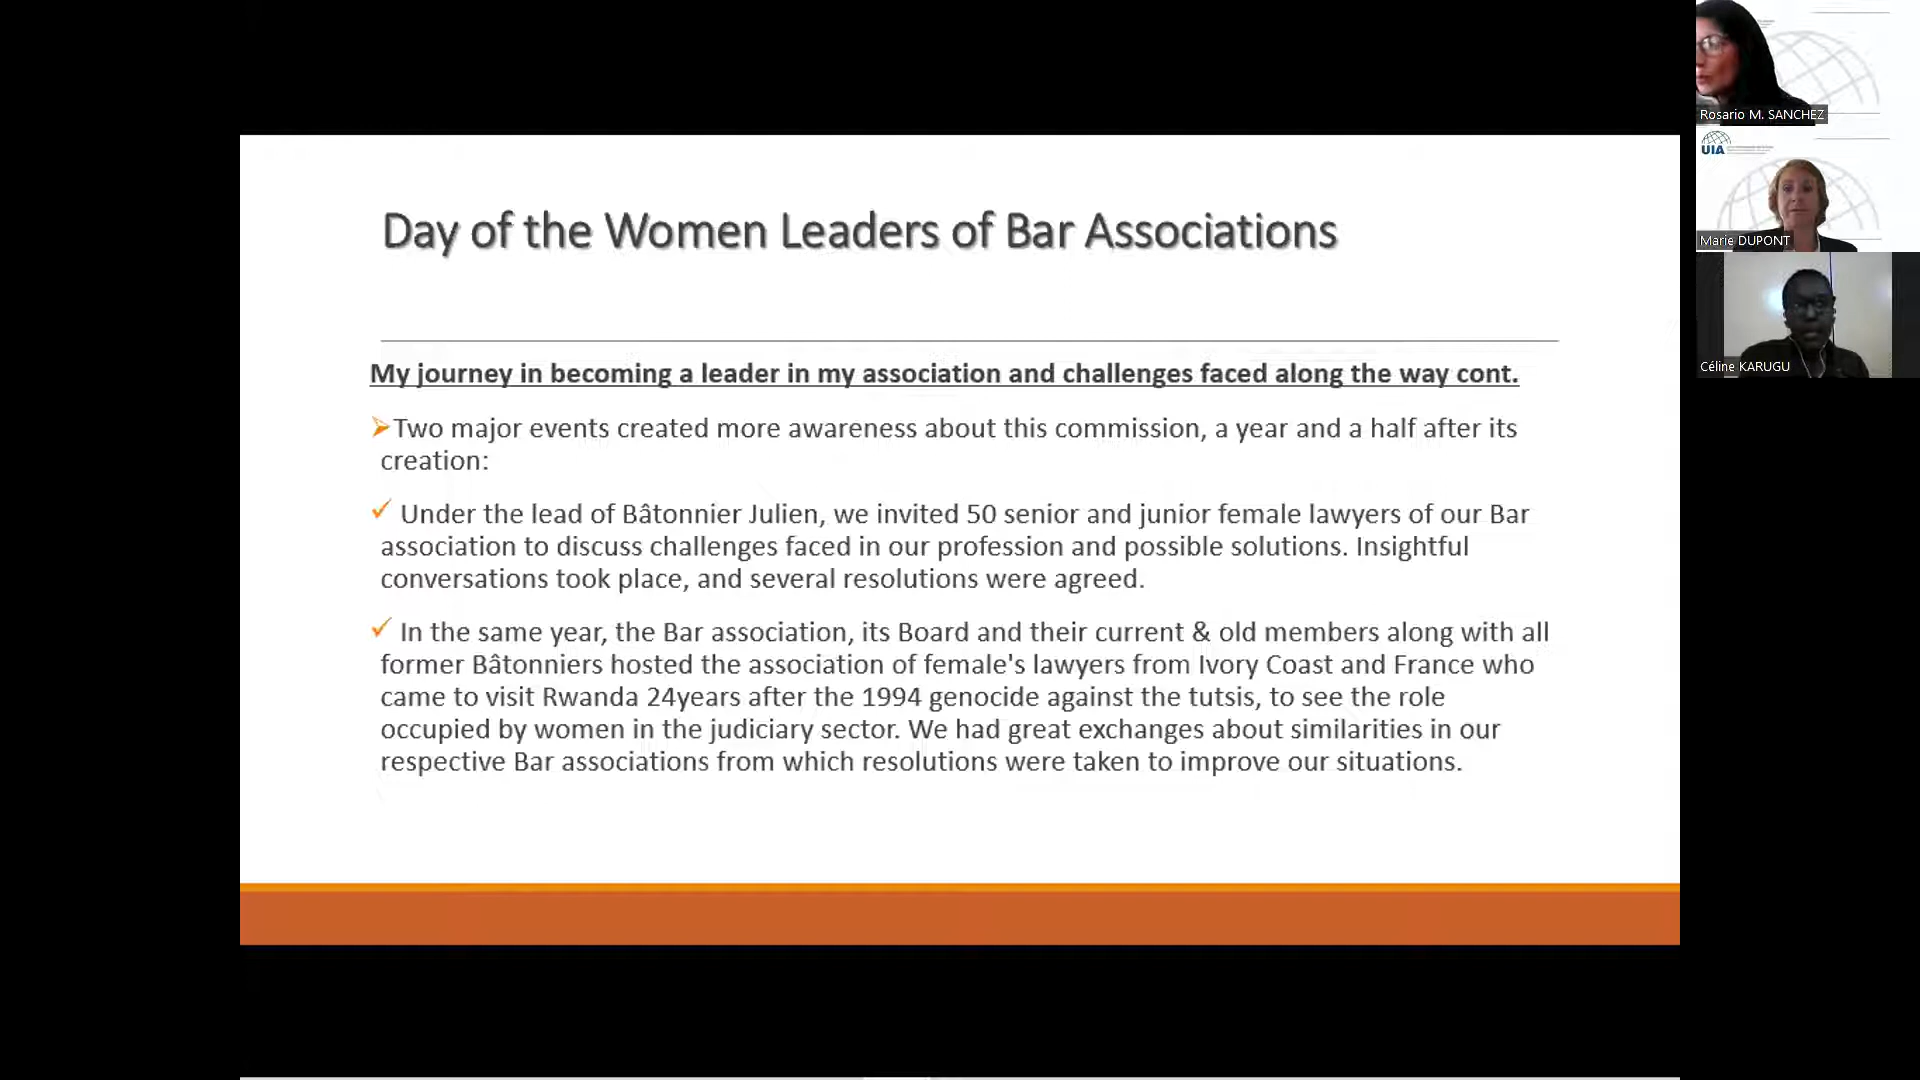 Day of the Women Leaders of Bar Associations
My journey in becoming a leader in my association and challenges faced along the way cont.
Two major events created more awareness about this commission, a year and a half after its
creation:
Under the lead of Bâtonnier Julien, we invited 50 senior and junior female lawyers of our Bar
association to discuss challenges faced in our profession and possible solutions. Insightful
conversations took place, and several resolutions were agreed.
In the same year, the Bar association, its Board and their current & old members along with all
former Bâtonniers hosted the association of female's lawyers from Ivory Coast and France who
came to visit Rwanda 24years after the 1994 genocide against the tutsis, to see the role
occupied by women in the judiciary sector. We had great exchanges about similarities in our
respective Bar associations from which resolutions were taken to improve our situations.
Rosario M. SANCHEZ
UIA
Marie DUPONT
Céline KARUGU